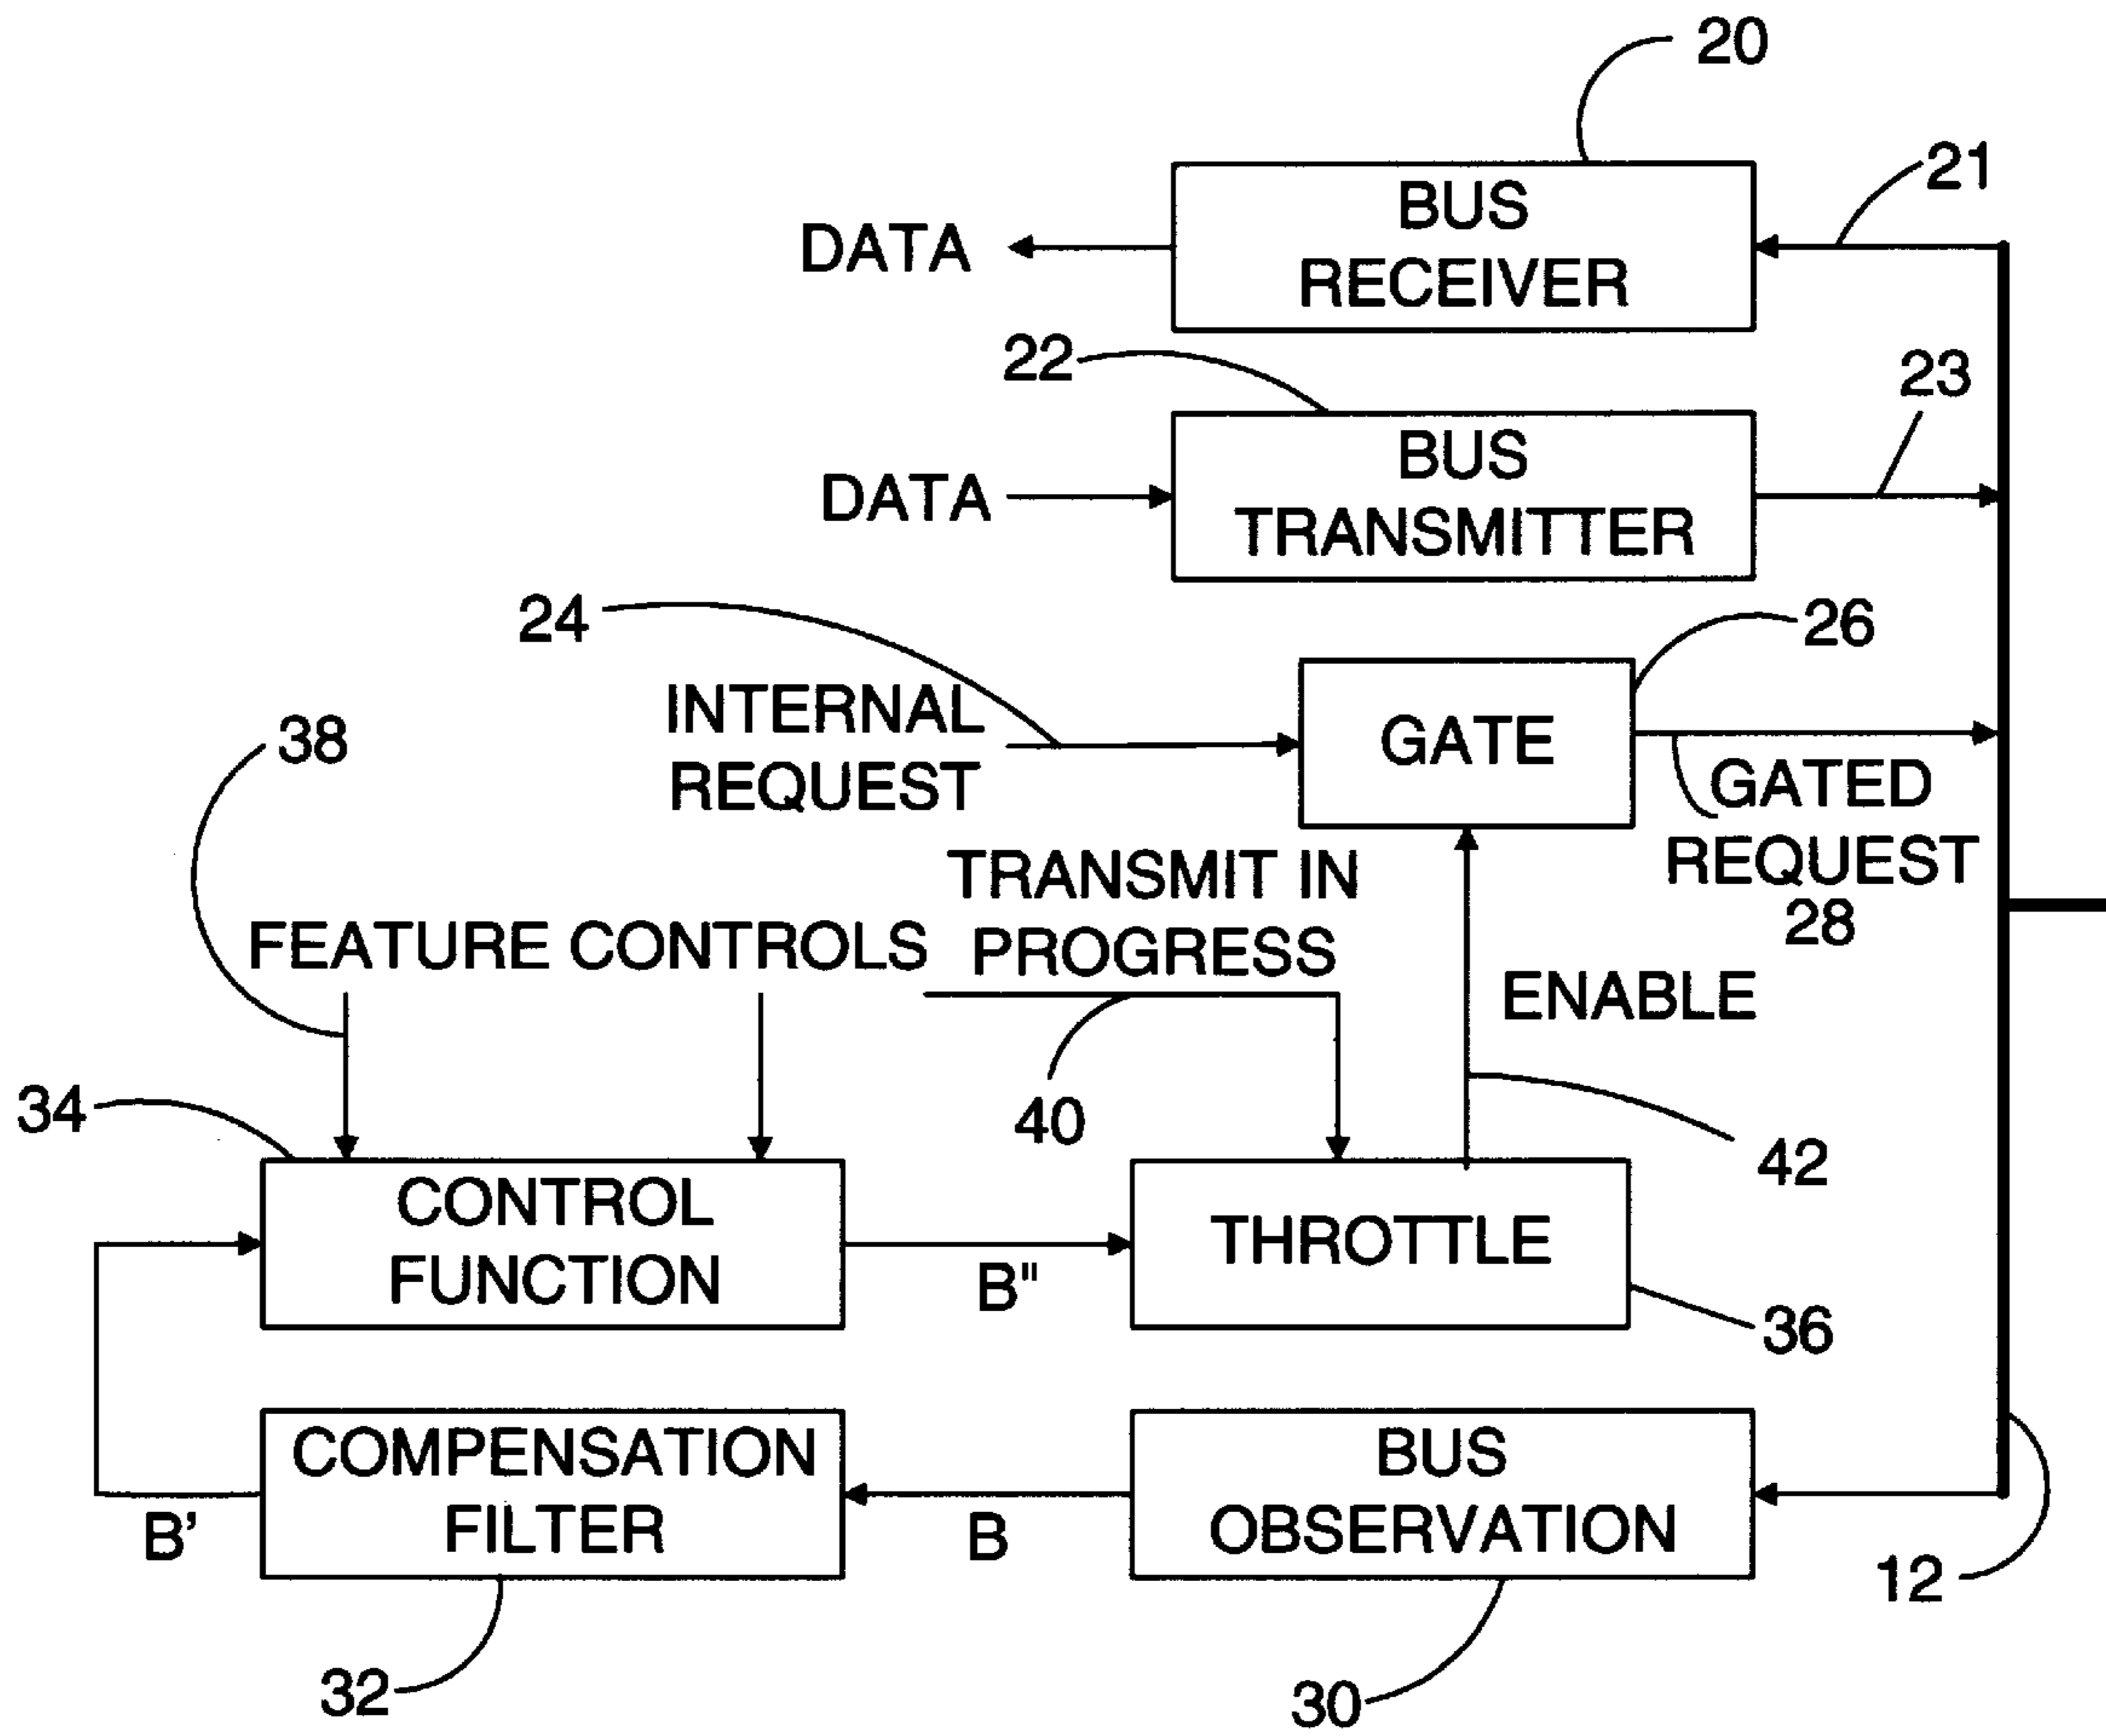 20
BUS
RECEIVER
21
DATA
22
BUS
TRANSMITTER
23
DATA
24
INTERNAL
REQUEST
GATE
26
GATED
REQUEST
28
38
FEATURE CONTROLS
TRANSMIT IN
PROGRESS
ENABLE
40
42
34
CONTROL
FUNCTION
B"
THROTTLE
36
COMPENSATION
FILTER
B'
B
BUS
OBSERVATION
12
32
30